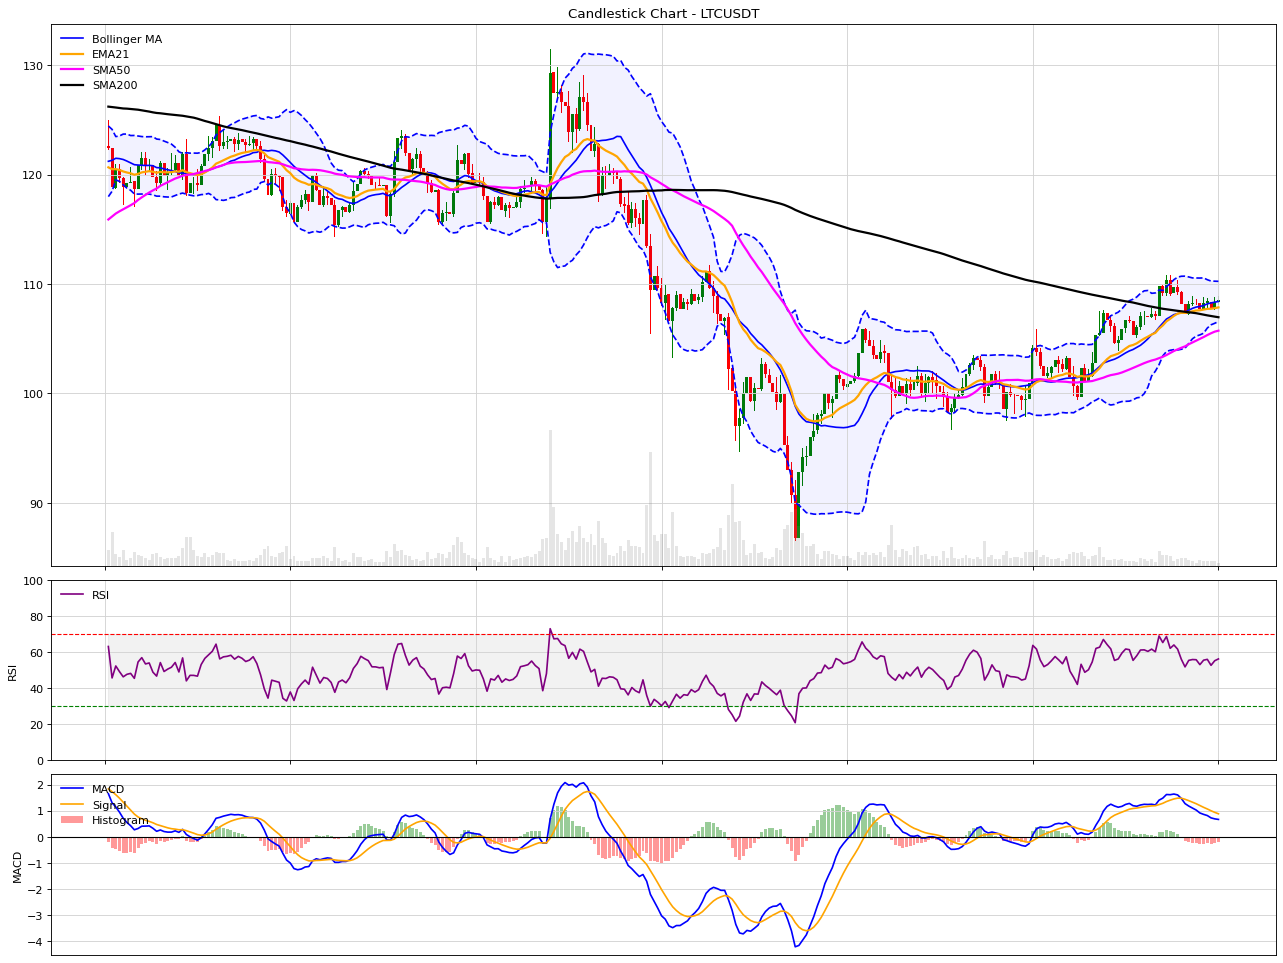 Candlestick Chart - LTCUSDT
Bollinger MA
EMA21
SMA50
SMA200
130
120
110
100
90
RSI
100
80
60
40
20
0
RSI
MACD
Signal
Histogram
2
1
0
−1
−2
−3
−4
MACD